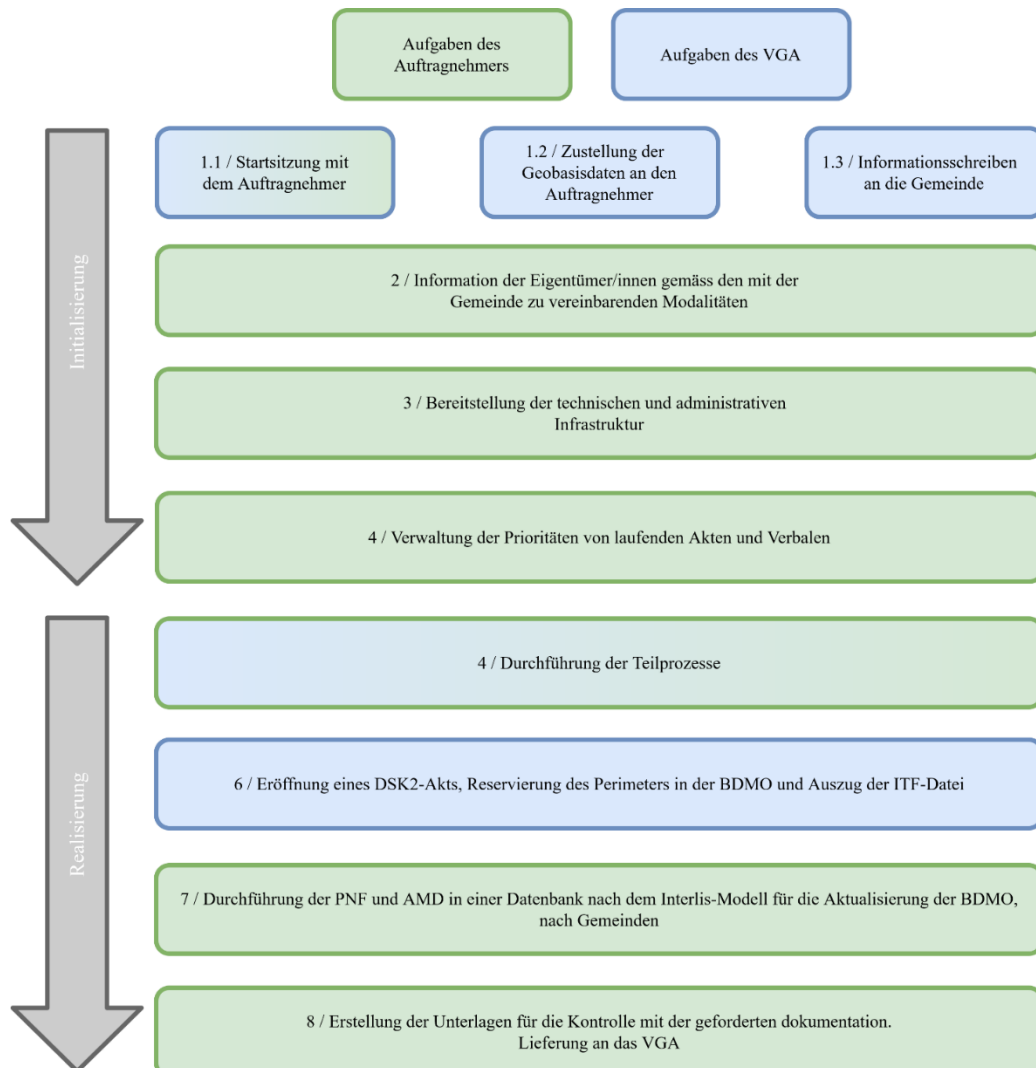 Aufgaben des
Auftragnehmers
Aufgaben des VGA
1.1 / Startsitzung mit
dem Auftragnehmer
1.2 / Zustellung der
Geobasisdaten an den
Auftragnehmer
1.3 / Informationsschreiben
an die Gemeinde
Initialisierung
2 / Information der Eigentümer/innen gemäss den mit der
Gemeinde zu vereinbarenden Modalitäten
3 / Bereitstellung der technischen und administrativen
Infrastruktur
4 / Verwaltung der Prioritäten von laufenden Akten und Verbalen
Realisierung
4 / Durchführung der Teilprozesse
6 / Eröffnung eines DSK2-Akts, Reservierung des Perimeters in der BDMO und Auszug der ITF-Datei
7 / Durchführung der PNF und AMD in einer Datenbank nach dem Interlis-Modell für die Aktualisierung der BDMO,
nach Gemeinden
8 / Erstellung der Unterlagen für die Kontrolle mit der geforderten dokumentation.
Lieferung an das VGA